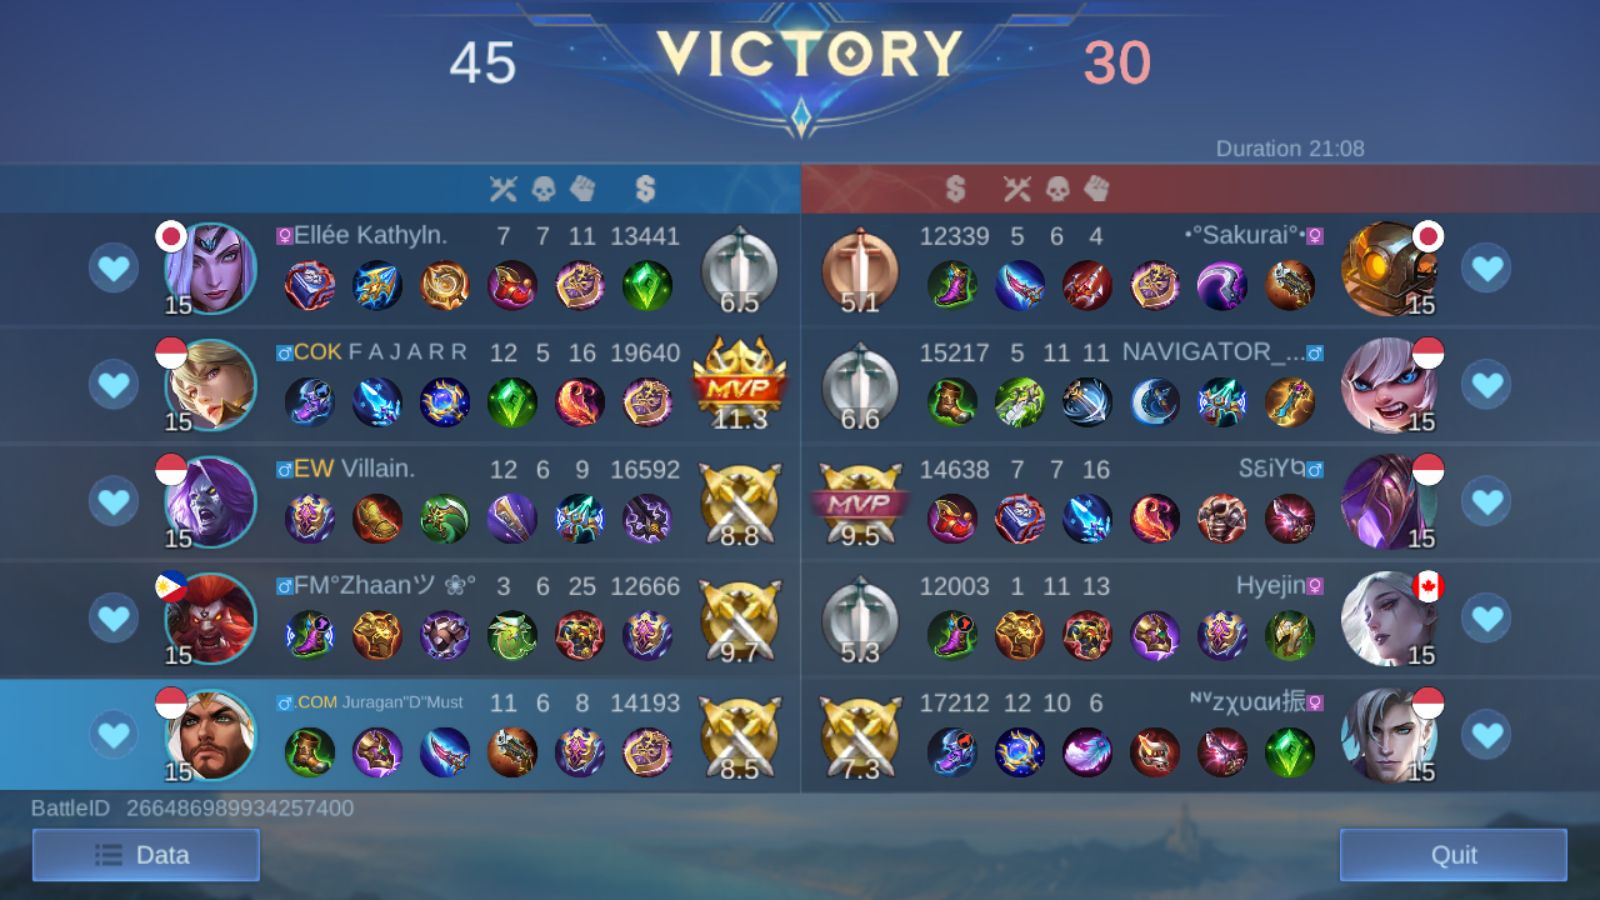 45 VICTORY 30
Duration 21:08
Ellée Kathyln. 7 7 11 13441
15 6.5
12339 5 6 4 •°Sakurai°•
5.1 15
COK F A J A R R 12 5 16 19640
15 MVP 11.3
15217 5 11 11 NAVIGATOR_...
6.6 15
EW Villain. 12 6 9 16592
15 8.8
14638 7 7 16 SƐiYԿ
MVP 9.5 15
FM°Zhaanツ ❀° 3 6 25 12666
15 9.7
12003 1 11 13 Hyejin
5.3 15
.COM Juragan"D"Must 11 6 8 14193
15 8.5
17212 12 10 6 ᴺⱽzχυαи振
7.3 15
BattleID 266486989934257400
Data
Quit